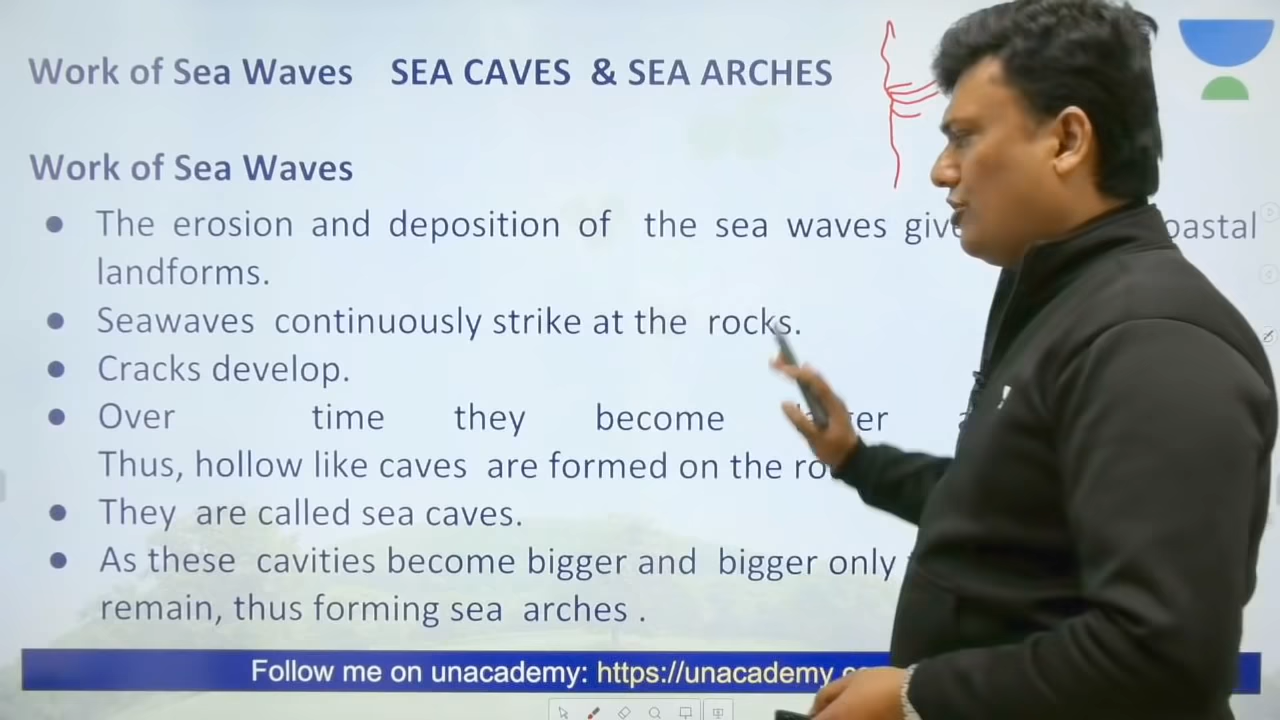 Work of Sea Waves SEA CAVES & SEA ARCHES
Work of Sea Waves
● The erosion and deposition of the sea waves
landforms.
● Seawaves continuously strike at the rocks.
● Cracks develop.
● Over time they become
Thus, hollow like caves are formed on the
● They are called sea caves.
● As these cavities become bigger and bigger only
remain, thus forming sea arches .
Follow me on unacademy: https://unacademy